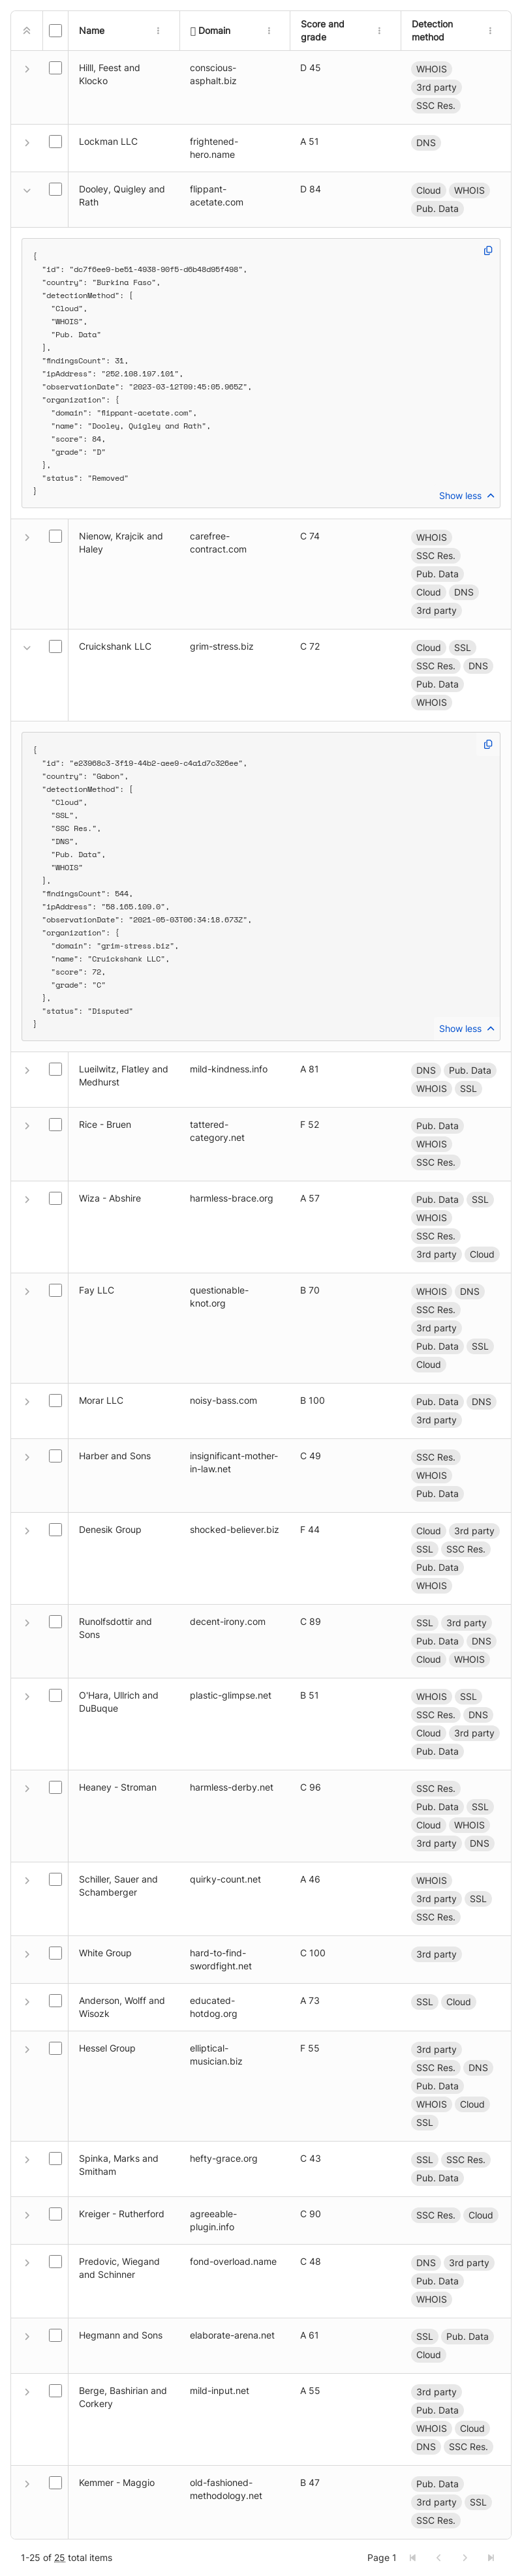 Name
Domain
Score and
grade
Detection
method
Hilll, Feest and
Klocko
conscious-
asphalt.biz
D 45
WHOIS
3rd party
SSC Res.
Lockman LLC
frightened-
hero.name
A 51
DNS
Dooley, Quigley and
Rath
flippant-
acetate.com
D 84
Cloud WHOIS
Pub. Data
{
"id": "dc7f6ee9-be51-4938-90f5-d6b48d95f498",
"country": "Burkina Faso",
"detectionMethod": [
"Cloud",
"WHOIS",
"Pub. Data"
],
"findingsCount": 31,
"ipAddress": "252.108.197.101",
"observationDate": "2023-03-12T09:45:05.965Z",
"organization": {
"domain": "flippant-acetate.com",
"name": "Dooley, Quigley and Rath",
"score": 84,
"grade": "D"
},
"status": "Removed"
}
Show less
Nienow, Krajcik and
Haley
carefree-
contract.com
C 74
WHOIS
SSC Res.
Pub. Data
Cloud DNS
3rd party
Cruickshank LLC
grim-stress.biz
C 72
Cloud SSL
SSC Res. DNS
Pub. Data
WHOIS
{
"id": "e23968c3-3f19-44b2-aee9-c4a1d7c326ee",
"country": "Gabon",
"detectionMethod": [
"Cloud",
"SSL",
"SSC Res.",
"DNS",
"Pub. Data",
"WHOIS"
],
"findingsCount": 544,
"ipAddress": "58.165.109.0",
"observationDate": "2021-05-03T06:34:18.673Z",
"organization": {
"domain": "grim-stress.biz",
"name": "Cruickshank LLC",
"score": 72,
"grade": "C"
},
"status": "Disputed"
}
Show less
Lueilwitz, Flatley and
Medhurst
mild-kindness.info
A 81
DNS Pub. Data
WHOIS SSL
Rice - Bruen
tattered-
category.net
F 52
Pub. Data
WHOIS
SSC Res.
Wiza - Abshire
harmless-brace.org
A 57
Pub. Data SSL
WHOIS
SSC Res.
3rd party Cloud
Fay LLC
questionable-
knot.org
B 70
WHOIS DNS
SSC Res.
3rd party
Pub. Data SSL
Cloud
Morar LLC
noisy-bass.com
B 100
Pub. Data DNS
3rd party
Harber and Sons
insignificant-mother-
in-law.net
C 49
SSC Res.
WHOIS
Pub. Data
Denesik Group
shocked-believer.biz
F 44
Cloud 3rd party
SSL SSC Res.
Pub. Data
WHOIS
Runolfsdottir and
Sons
decent-irony.com
C 89
SSL 3rd party
Pub. Data DNS
Cloud WHOIS
O'Hara, Ullrich and
DuBuque
plastic-glimpse.net
B 51
WHOIS SSL
SSC Res. DNS
Cloud 3rd party
Pub. Data
Heaney - Stroman
harmless-derby.net
C 96
SSC Res.
Pub. Data SSL
Cloud WHOIS
3rd party DNS
Schiller, Sauer and
Schamberger
quirky-count.net
A 46
WHOIS
3rd party SSL
SSC Res.
White Group
hard-to-find-
swordfight.net
C 100
3rd party
Anderson, Wolff and
Wisozk
educated-
hotdog.org
A 73
SSL Cloud
Hessel Group
elliptical-
musician.biz
F 55
3rd party
SSC Res. DNS
Pub. Data
WHOIS Cloud
SSL
Spinka, Marks and
Smitham
hefty-grace.org
C 43
SSL SSC Res.
Pub. Data
Kreiger - Rutherford
agreeable-
plugin.info
C 90
SSC Res. Cloud
Predovic, Wiegand
and Schinner
fond-overload.name
C 48
DNS 3rd party
Pub. Data
WHOIS
Hegmann and Sons
elaborate-arena.net
A 61
SSL Pub. Data
Cloud
Berge, Bashirian and
Corkery
mild-input.net
A 55
3rd party
Pub. Data
WHOIS Cloud
DNS SSC Res.
Kemmer - Maggio
old-fashioned-
methodology.net
B 47
Pub. Data
3rd party SSL
SSC Res.
1-25 of 25 total items
Page 1